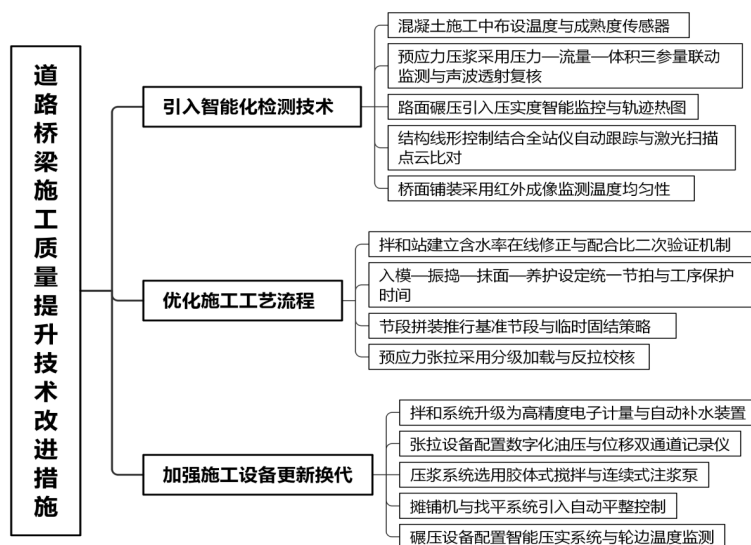 道路桥梁施工质量提升技术改进措施
引入智能化检测技术
混凝土施工中布设温度与成熟度传感器
预应力压浆采用压力—流量—体积三参量联动
监测与声波透射复核
路面碾压引入压实度智能监控与轨迹热图
结构线形控制结合全站仪自动跟踪与激光扫描
点云比对
桥面铺装采用红外成像监测温度均匀性
优化施工工艺流程
拌和站建立含水率在线修正与配合比二次验证机制
入模—振捣—抹面—养护设定统一节拍与工序保护
时间
节段拼装推行基准节段与临时固结策略
预应力张拉采用分级加载与反拉校核
加强施工设备更新换代
拌和系统升级为高精度电子计量与自动补水装置
张拉设备配置数字化油压与位移双通道记录仪
压浆系统选用胶体式搅拌与连续式注浆泵
摊铺机与找平系统引入自动平整控制
碾压设备配置智能压实系统与轮边温度监测